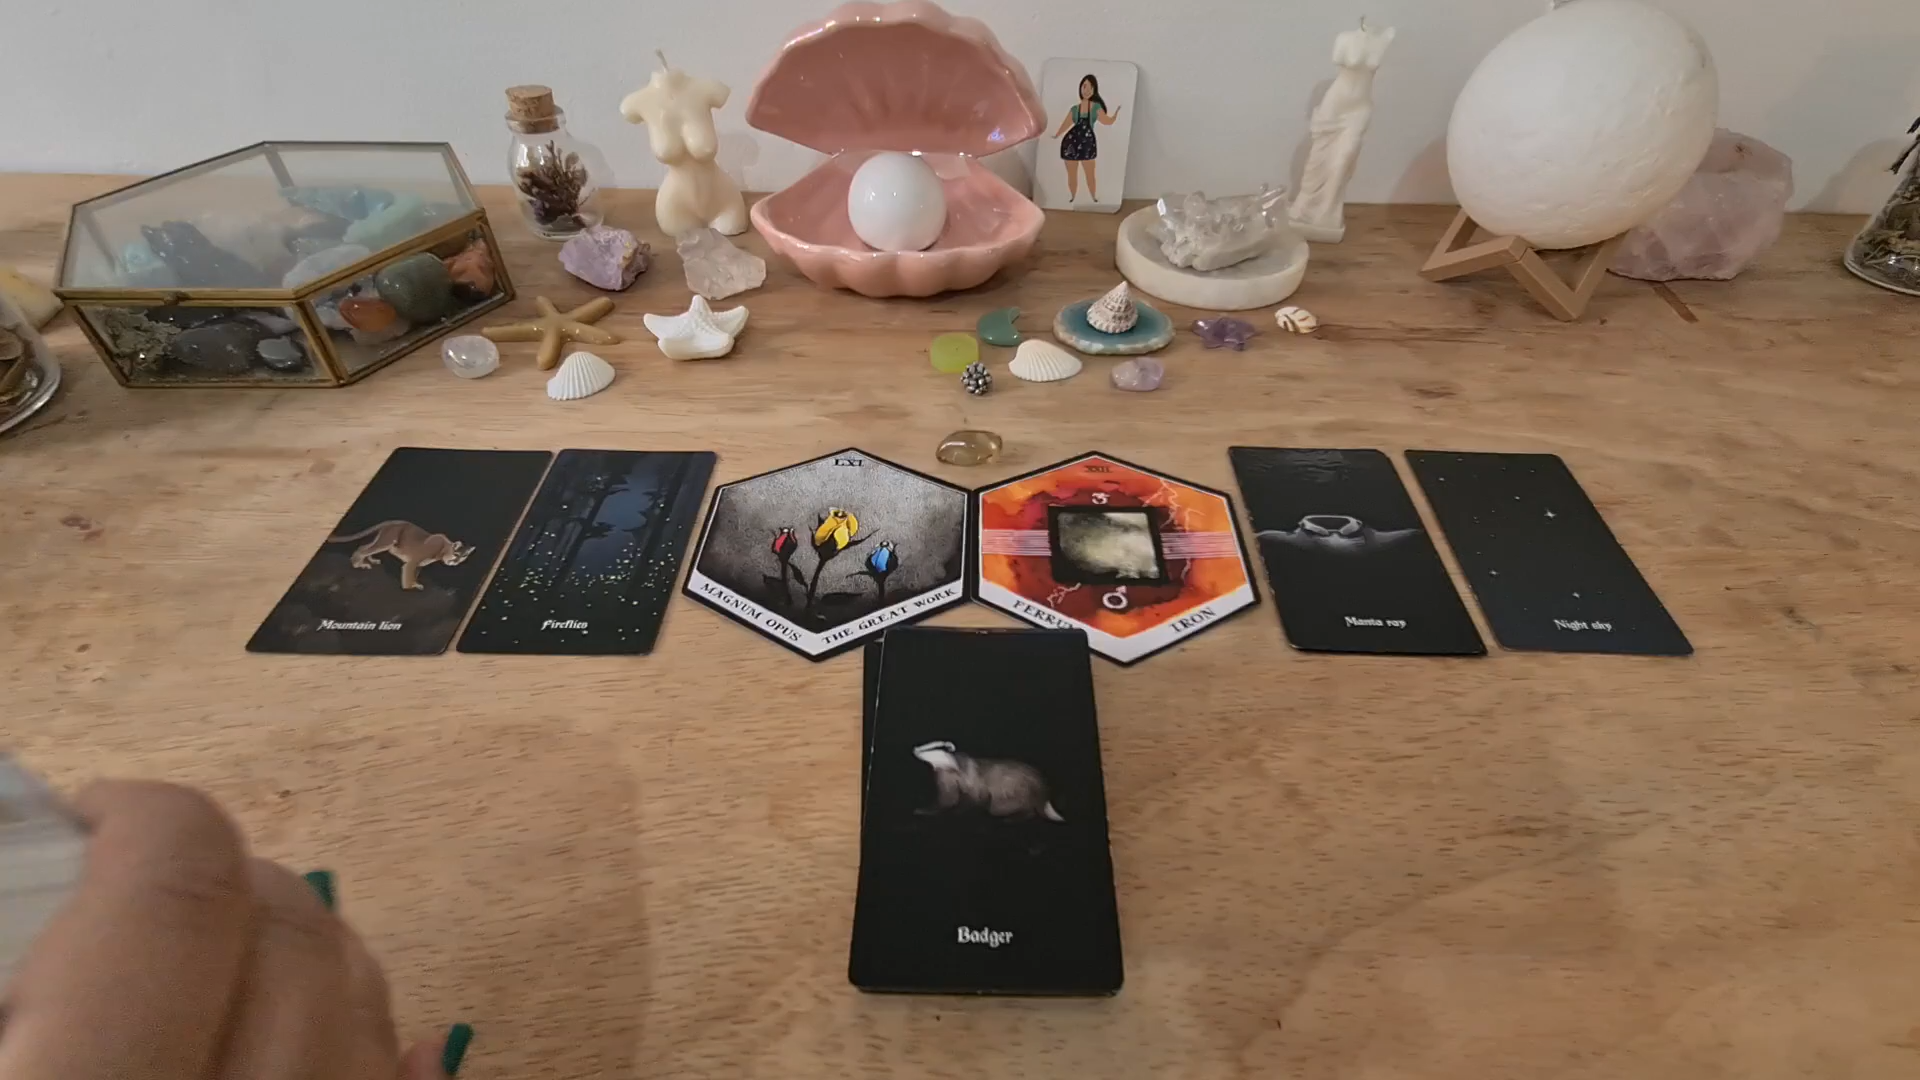 LXI
XXII
MAGNUM OPUS THE GREAT WORK
FERRUM IRON
Mountain lion
Fireflies
Manta ray
Night sky
Badger